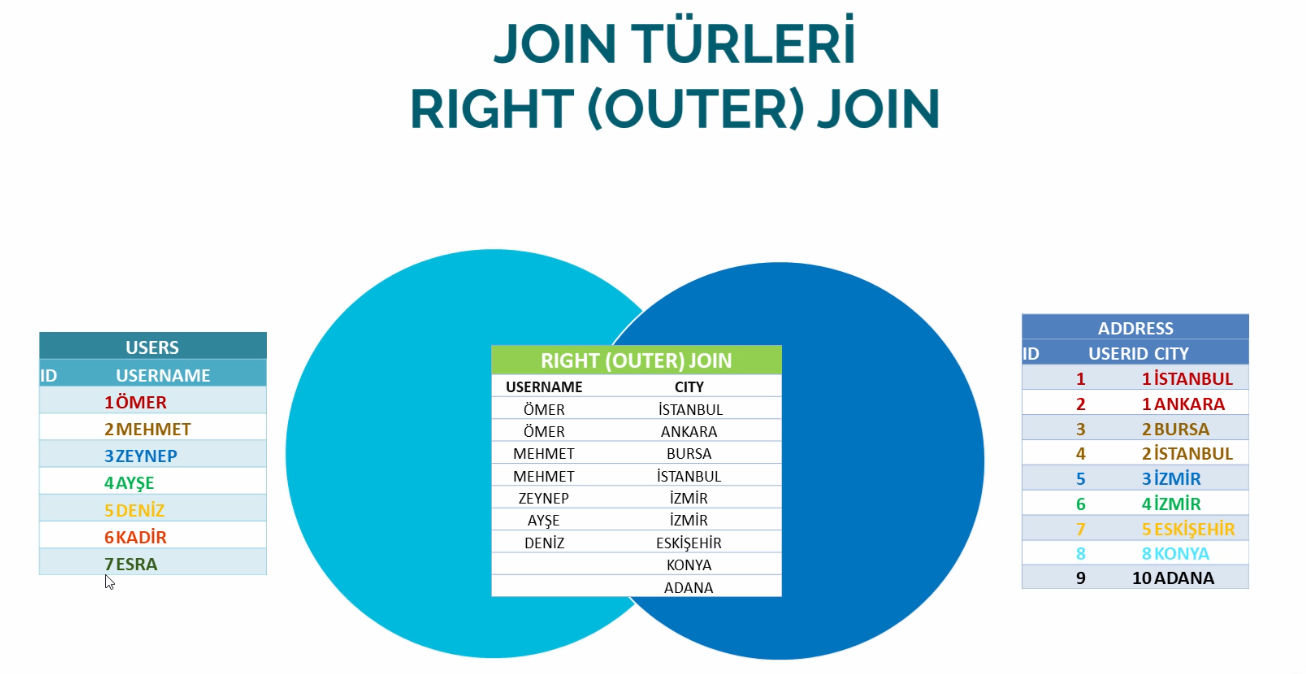 JOIN TÜRLERİ
RIGHT (OUTER) JOIN
USERS
ID USERNAME
1 ÖMER
2 MEHMET
3 ZEYNEP
4 AYŞE
5 DENİZ
6 KADİR
7 ESRA
RIGHT (OUTER) JOIN
USERNAME CITY
ÖMER İSTANBUL
ÖMER ANKARA
MEHMET BURSA
MEHMET İSTANBUL
ZEYNEP İZMİR
AYŞE İZMİR
DENİZ ESKİŞEHİR
KONYA
ADANA
ADDRESS
ID USERID CITY
1 1 İSTANBUL
2 1 ANKARA
3 2 BURSA
4 2 İSTANBUL
5 3 İZMİR
6 4 İZMİR
7 5 ESKİŞEHİR
8 8 KONYA
9 10 ADANA